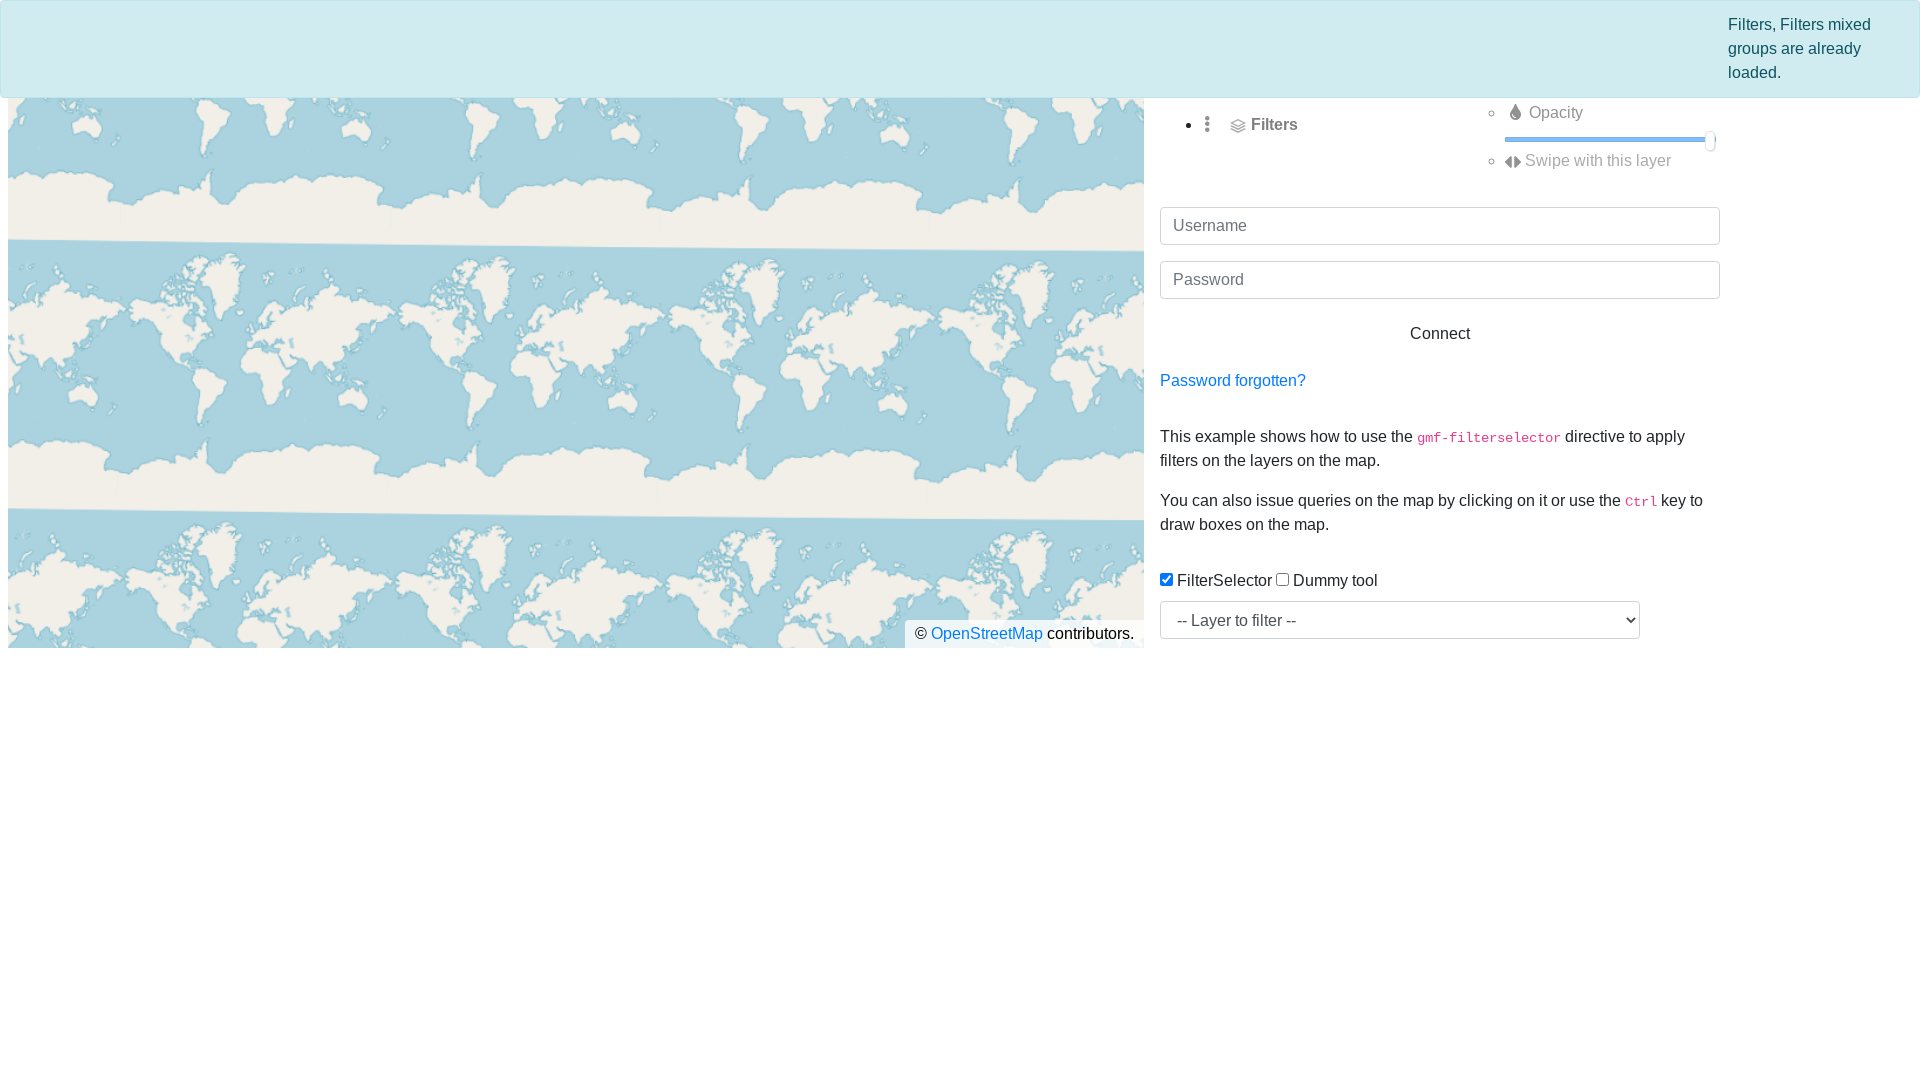 Filters, Filters mixed
groups are already
loaded.
Filters
Opacity
Swipe with this layer
Username
Password
Connect
Password forgotten?
This example shows how to use the gmf-filterselector directive to apply
filters on the layers on the map.
You can also issue queries on the map by clicking on it or use the Ctrl key to
draw boxes on the map.
FilterSelector Dummy tool
-- Layer to filter --
© OpenStreetMap contributors.